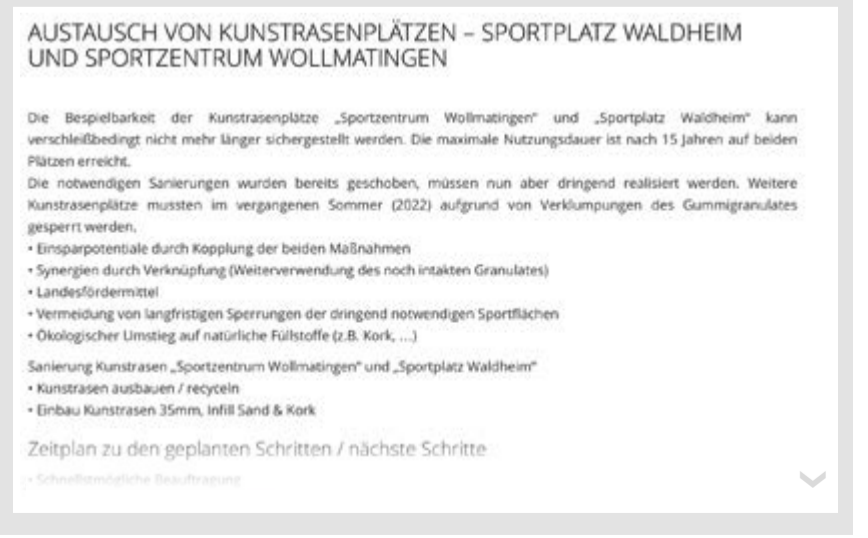 AUSTAUSCH VON KUNSTRASENPLÄTZEN – SPORTPLATZ WALDHEIM
UND SPORTZENTRUM WOLLMATINGEN
Die Bespielbarkeit der Kunstrasenplätze „Sportzentrum Wollmatingen“ und „Sportplatz Waldheim“ kann
verschleißbedingt nicht mehr länger sichergestellt werden. Die maximale Nutzungsdauer ist nach 15 Jahren auf beiden
Plätzen erreicht.
Die notwendigen Sanierungen wurden bereits geschoben, müssen nun aber dringend realisiert werden. Weitere
Kunstrasenplätze mussten im vergangenen Sommer (2022) aufgrund von Verklumpungen des Gummigranulates
gesperrt werden.
• Einsparpotentiale durch Kopplung der beiden Maßnahmen
• Synergien durch Verknüpfung (Weiterverwendung des noch intakten Granulates)
• Landesfördermittel
• Vermeidung von langfristigen Sperrungen der dringend notwendigen Sportflächen
• Ökologischer Umstieg auf natürliche Füllstoffe (z.B. Kork, ...)
Sanierung Kunstrasen „Sportzentrum Wollmatingen“ und „Sportplatz Waldheim“
• Kunstrasen ausbauen / recyceln
• Einbau Kunstrasen 35mm, Infill Sand & Kork
Zeitplan zu den geplanten Schritten / nächste Schritte
• Schnellstmögliche Beauftragung